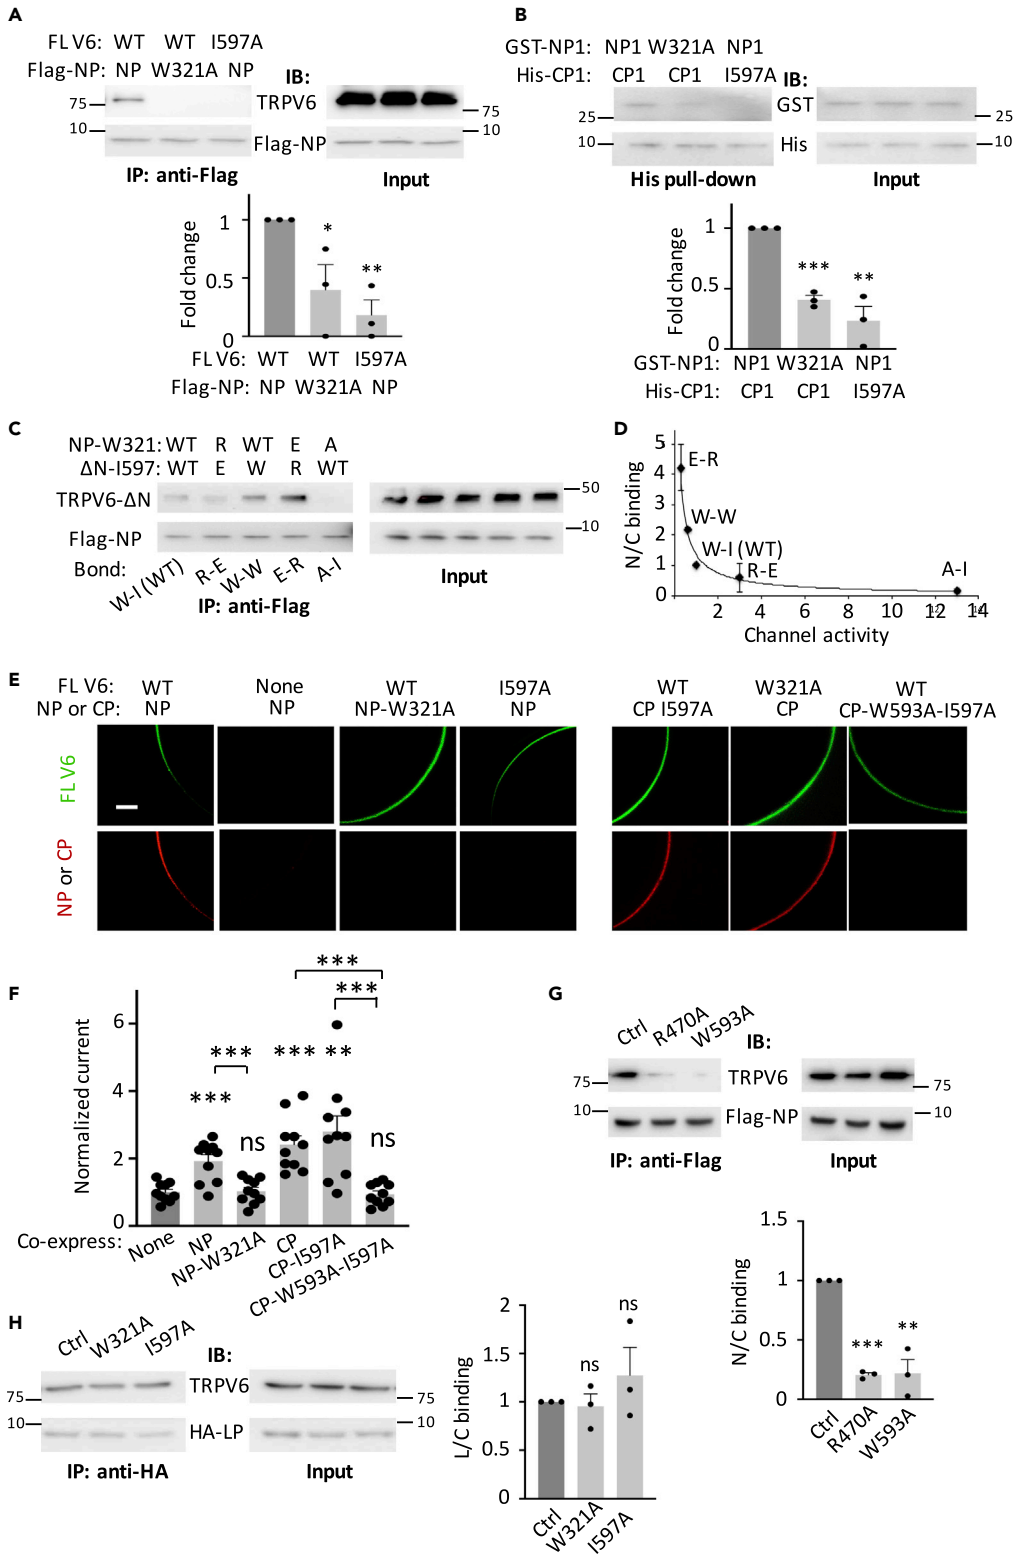 A
FL V6: WT WT I597A
Flag-NP: NP W321A NP
IB:
75
TRPV6
75
10
Flag-NP
10
IP: anti-Flag
Input
Fold change
1
0.5
0
*
**
FL V6: WT WT I597A
Flag-NP: NP W321A NP
B
GST-NP1: NP1 W321A NP1
His-CP1: CP1 CP1 I597A
IB:
25
GST
25
10
His
10
His pull-down
Input
Fold change
1
0.5
0
***
**
GST-NP1: NP1 W321A NP1
His-CP1: CP1 CP1 I597A
C
NP-W321: WT R WT E A
ΔN-I597: WT E W R WT
TRPV6-ΔN
50
Flag-NP
10
Bond: W-I (WT) R-E W-W E-R A-I
IP: anti-Flag
Input
D
N/C binding
5
4
3
2
1
0
E-R
W-W
W-I (WT)
R-E
A-I
2 4 6 8 10 12 14
Channel activity
E
FL V6: WT None WT I597A WT W321A WT
NP or CP: NP NP NP-W321A NP CP I597A CP CP-W593A-I597A
FL V6
NP or CP
F
Normalized current
6
4
2
0
***
***
***
***
***
**
ns
ns
Co-express: None NP NP-W321A CP CP-I597A CP-W593A-I597A
G
Ctrl R470A W593A
IB:
75
TRPV6
75
10
Flag-NP
10
IP: anti-Flag
Input
N/C binding
1.5
1
0.5
0
***
**
Ctrl R470A W593A
H
Ctrl W321A I597A
IB:
75
TRPV6
75
10
HA-LP
10
IP: anti-HA
Input
L/C binding
2
1.5
1
0.5
0
ns
ns
Ctrl W321A I597A